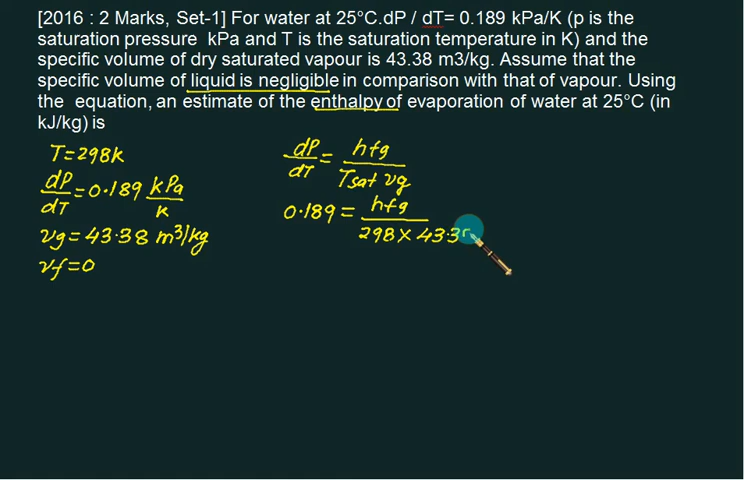 [2016 : 2 Marks, Set-1] For water at 25°C.dP / dT= 0.189 kPa/K (p is the
saturation pressure kPa and T is the saturation temperature in K) and the
specific volume of dry saturated vapour is 43.38 m3/kg. Assume that the
specific volume of liquid is negligible in comparison with that of vapour. Using
the equation, an estimate of the enthalpy of evaporation of water at 25°C (in
kJ/kg) is
T=298K
dP/dT=0.189 kPa/K
vg=43.38 m³/kg
vf=0
dP/dT = hfg/Tsat vg
0.189 = hfg/298×43.3